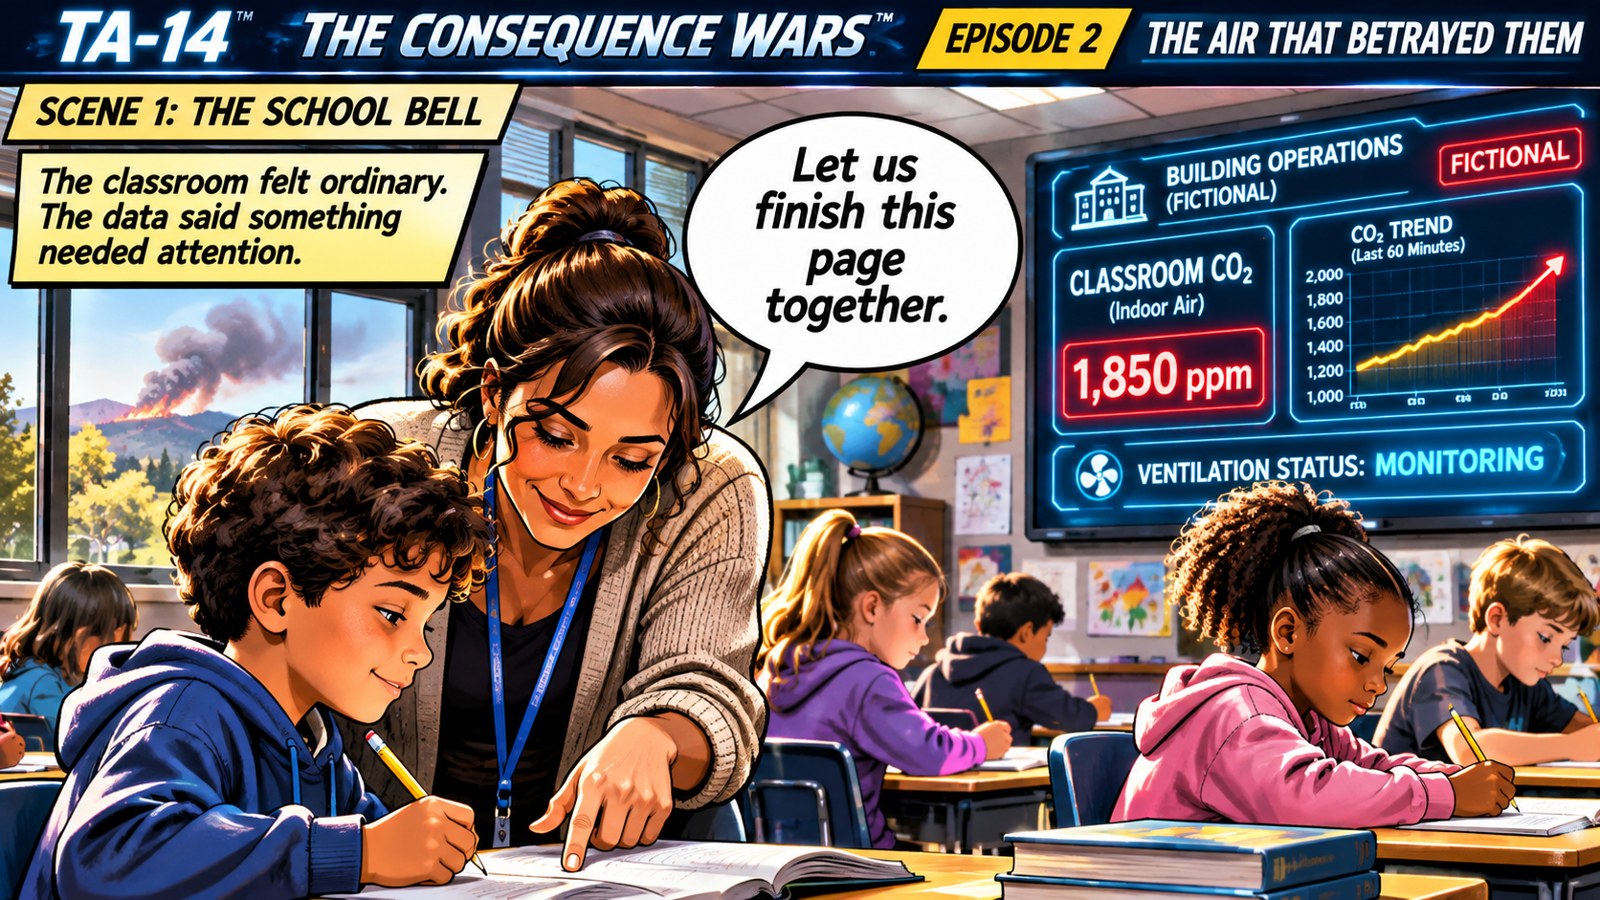 TA-14™ THE CONSEQUENCE WARS™ EPISODE 2 THE AIR THAT BETRAYED THEM
SCENE 1: THE SCHOOL BELL
The classroom felt ordinary.
The data said something
needed attention.
Let us
finish this
page
together.
BUILDING OPERATIONS
(FICTIONAL)
FICTIONAL
CLASSROOM CO₂
(Indoor Air)
1,850 ppm
CO₂ TREND
(Last 60 Minutes)
2,000
1,800
1,600
1,400
1,200
1,000
VENTILATION STATUS: MONITORING